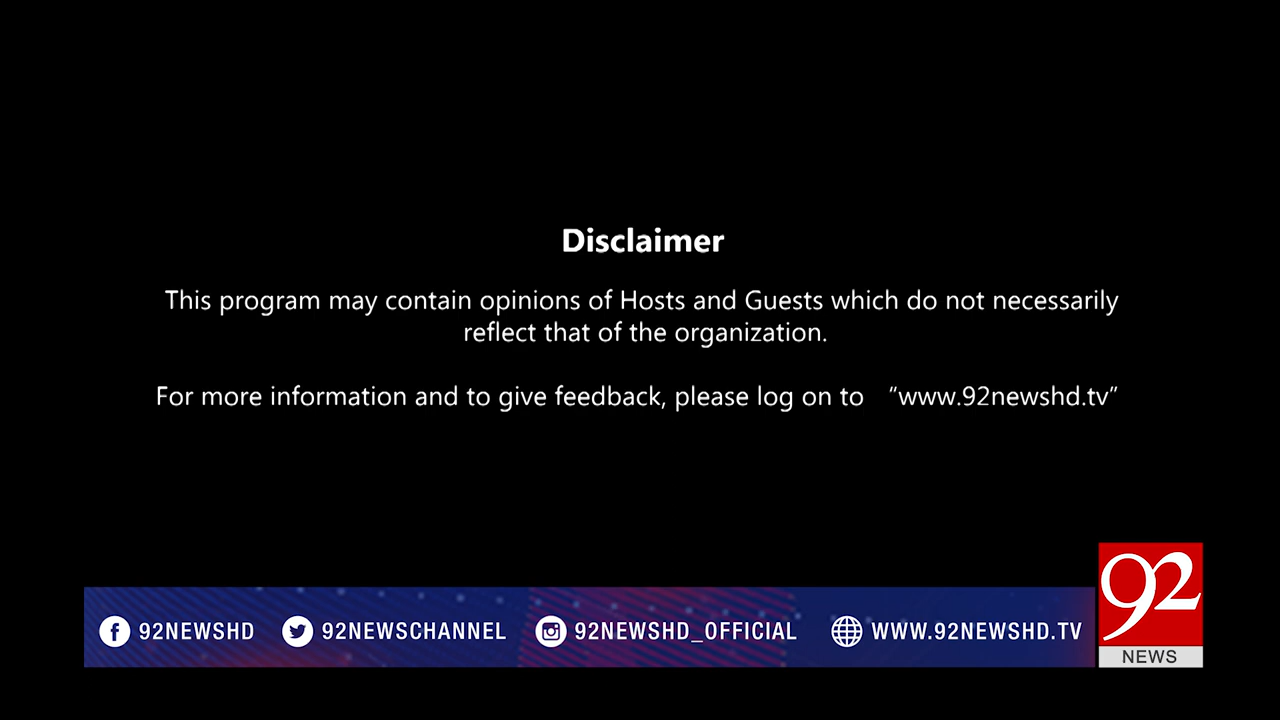 Disclaimer
This program may contain opinions of Hosts and Guests which do not necessarily
reflect that of the organization.
For more information and to give feedback, please log on to “www.92newshd.tv”
92NEWSHD 92NEWSCHANNEL 92NEWSHD_OFFICIAL WWW.92NEWSHD.TV
92
NEWS